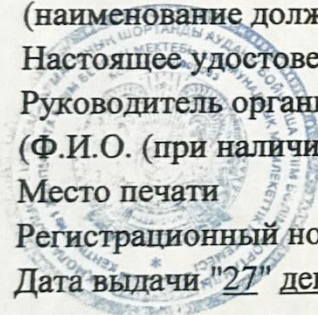 (наименование долж
Настоящее удостове
Руководитель органи
(Ф.И.О. (при наличи
Место печати
Регистрационный но
Дата выдачи "27" де